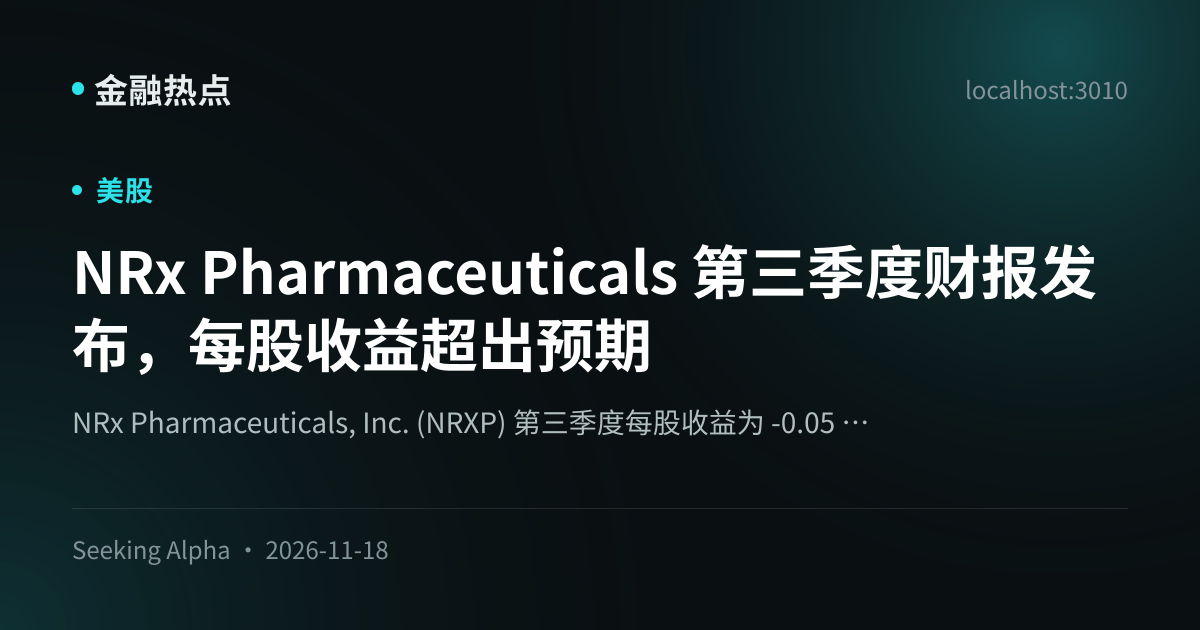 金融热点
localhost:3010
美股
NRx Pharmaceuticals 第三季度财报发
布，每股收益超出预期
NRx Pharmaceuticals, Inc. (NRXP) 第三季度每股收益为 -0.05 …
Seeking Alpha · 2026-11-18